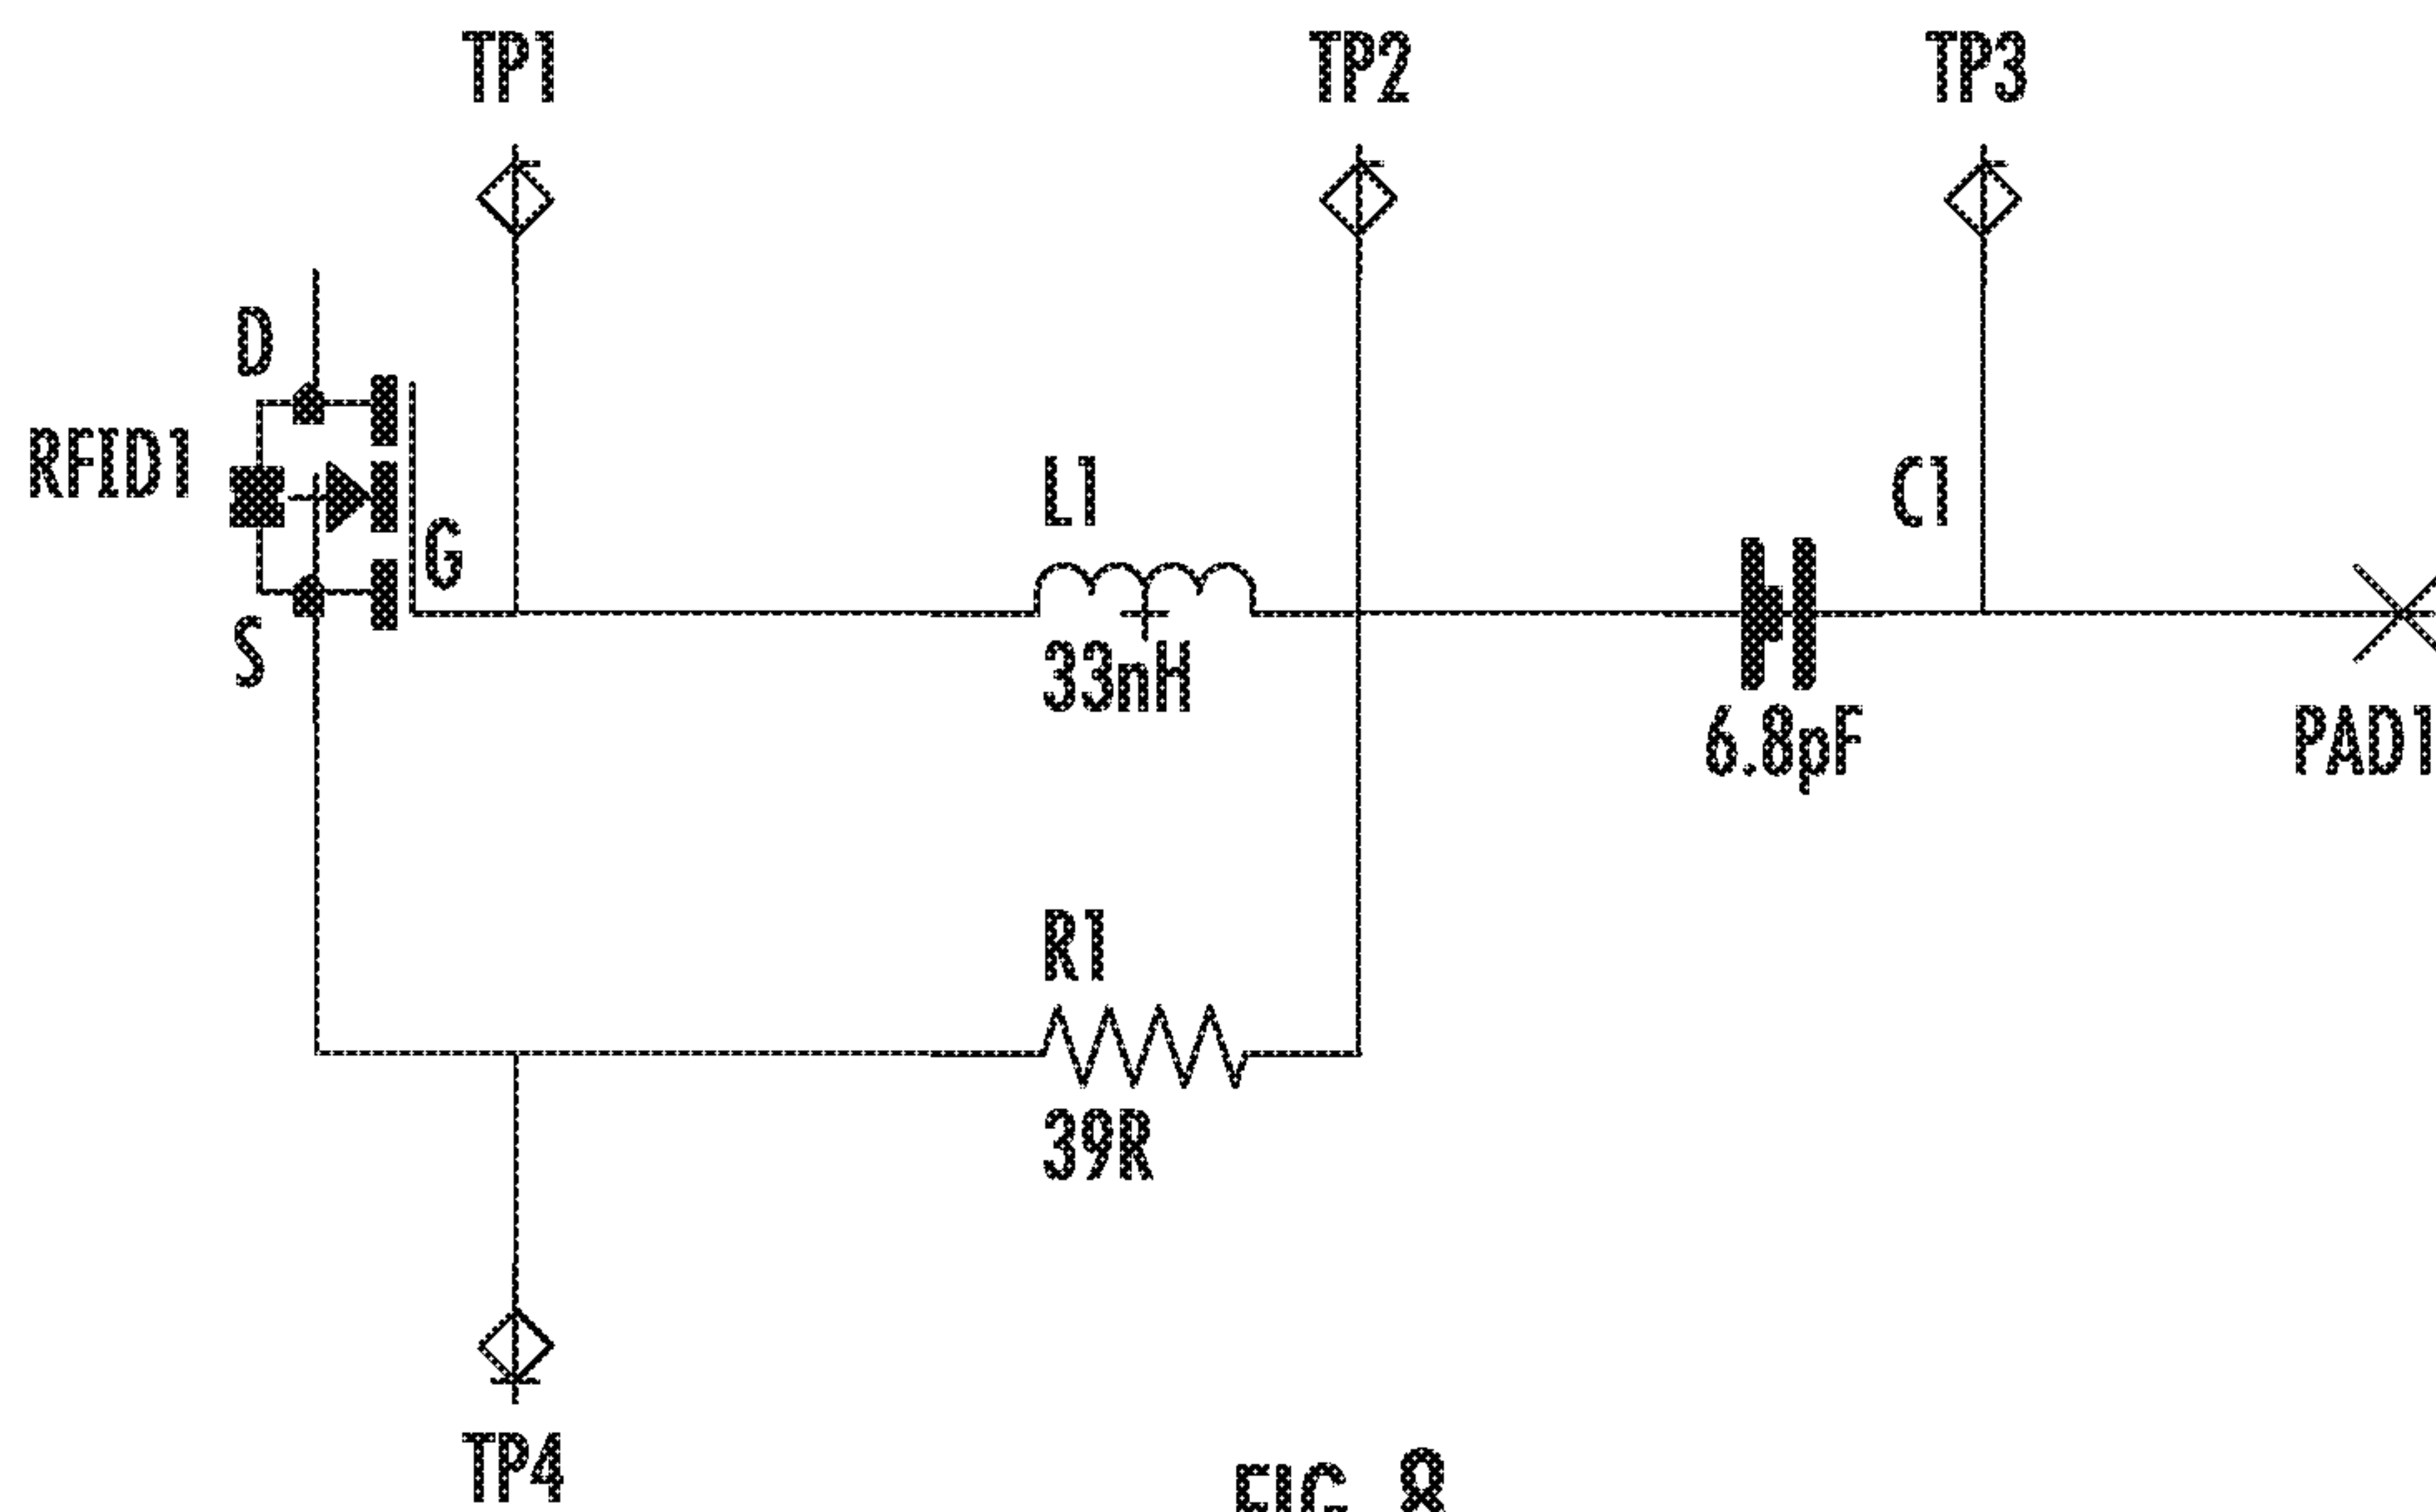 TP1
TP2
TP3
D
RFID1
G
S
L1
33nH
C1
6.8pF
PAD1
R1
39R
TP4
FIG. 8